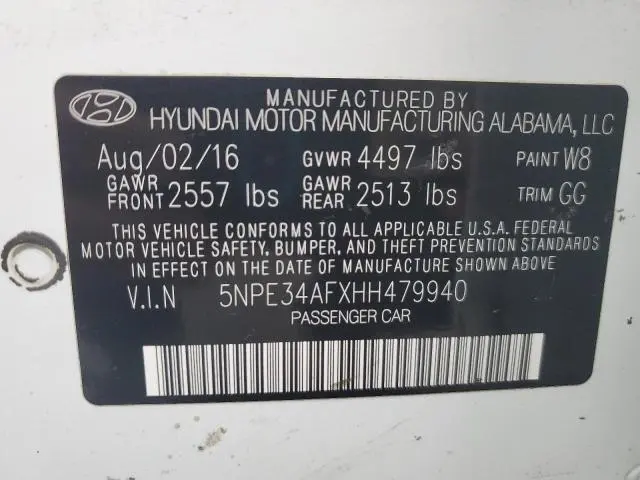 MANUFACTURED BY
HYUNDAI MOTOR MANUFACTURING ALABAMA, LLC
Aug/02/16 GVWR 4497 lbs PAINT W8
GAWR FRONT 2557 lbs GAWR REAR 2513 lbs TRIM GG
THIS VEHICLE CONFORMS TO ALL APPLICABLE U.S.A. FEDERAL
MOTOR VEHICLE SAFETY, BUMPER, AND THEFT PREVENTION STANDARDS
IN EFFECT ON THE DATE OF MANUFACTURE SHOWN ABOVE
V.I.N 5NPE34AFXHH479940
PASSENGER CAR